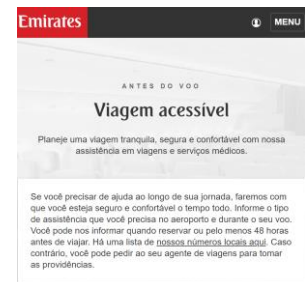 Emirates
MENU
ANTES DO VOO
Viagem acessível
Planeje uma viagem tranquila, segura e confortável com nossa
assistência em viagens e serviços médicos.
Se você precisar de ajuda ao longo de sua jornada, faremos com
que você esteja seguro e confortável o tempo todo. Informe o tipo
de assistência que você precisa no aeroporto e durante o seu voo.
Você pode nos informar quando reservar ou pelo menos 48 horas
antes de viajar. Há uma lista de nossos números locais aqui. Caso
contrário, você pode pedir ao seu agente de viagens para tomar
as providências.